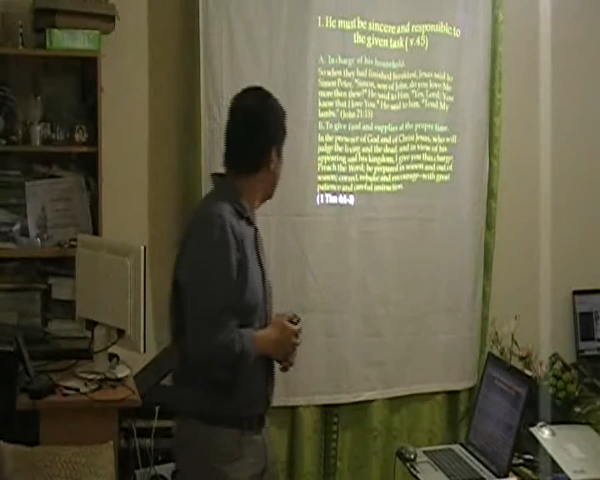 1. He must be sincere and responsible to
the given task ( v.45)
A. In charge of his household.
So when they had finished breakfast, Jesus said to
Simon Peter, "Simon, son of John, do you love Me
more than these?" He said to Him, "Yes, Lord; You
know that I love You." He said to him, "Tend My
lambs." (John 21:15)
B. To give food and supplies at the proper time.
In the presence of God and of Christ Jesus, who will
judge the living and the dead, and in view of his
appearing and his kingdom, I give you this charge:
Preach the Word; be prepared in season and out of
season; correct, rebuke and encourage—with great
patience and careful instruction.
(1 Tim 4:1-2)